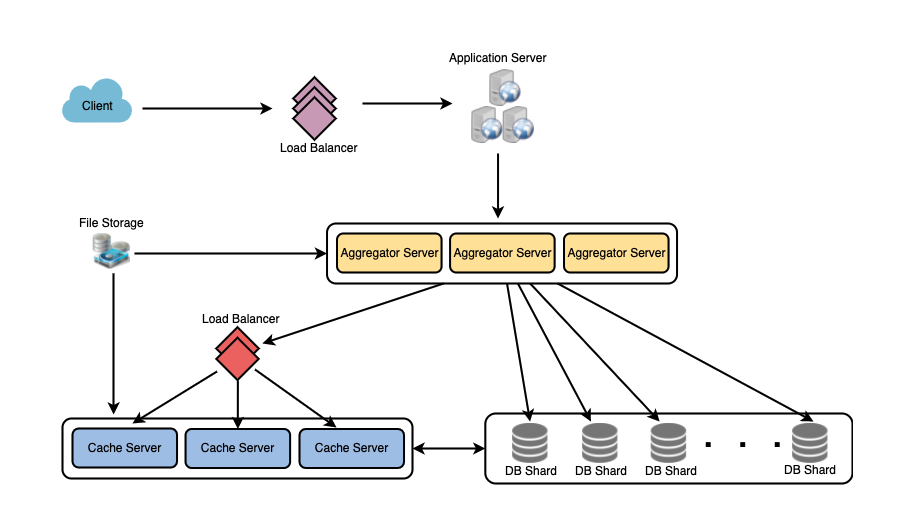 Application Server
Client
Load Balancer
File Storage
Aggregator Server
Aggregator Server
Aggregator Server
Load Balancer
Cache Server
Cache Server
Cache Server
DB Shard
DB Shard
DB Shard
DB Shard